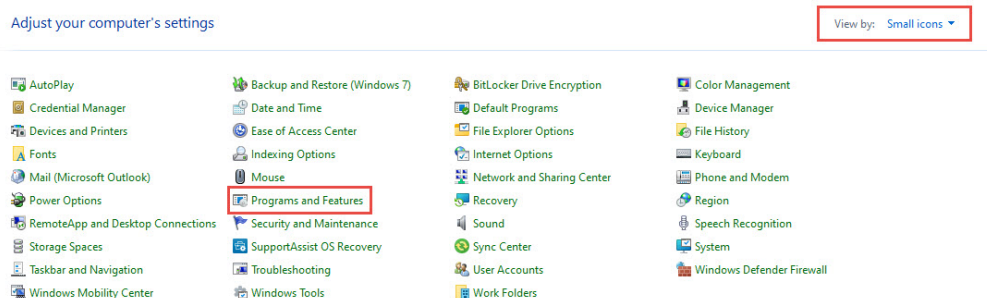 Adjust your computer's settings
View by: Small icons
AutoPlay
Backup and Restore (Windows 7)
BitLocker Drive Encryption
Color Management
Credential Manager
Date and Time
Default Programs
Device Manager
Devices and Printers
Ease of Access Center
File Explorer Options
File History
Fonts
Indexing Options
Internet Options
Keyboard
Mail (Microsoft Outlook)
Mouse
Network and Sharing Center
Phone and Modem
Power Options
Programs and Features
Recovery
Region
RemoteApp and Desktop Connections
Security and Maintenance
Sound
Speech Recognition
Storage Spaces
SupportAssist OS Recovery
Sync Center
System
Taskbar and Navigation
Troubleshooting
User Accounts
Windows Defender Firewall
Windows Mobility Center
Windows Tools
Work Folders